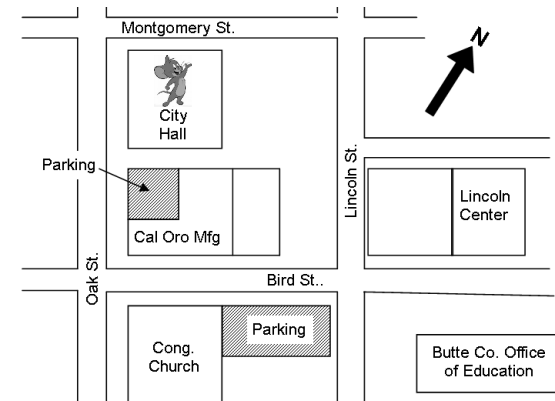 Montgomery St.
N
City
Hall
Parking
Lincoln St.
Lincoln
Center
Cal Oro Mfg
Oak St.
Bird St..
Parking
Cong.
Church
Butte Co. Office
of Education